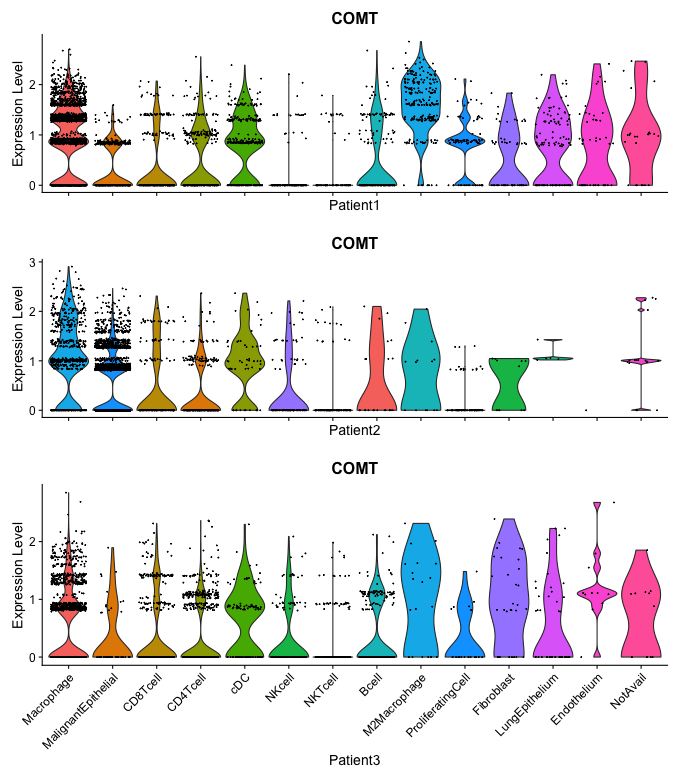 COMT
Expression Level
2
1
0
Patient1
COMT
Expression Level
3
2
1
0
Patient2
COMT
Expression Level
2
1
0
Macrophage
MalignantEpithelial
CD8Tcell
CD4Tcell
cDC
NKcell
NKTcell
Bcell
M2Macrophage
ProliferatingCell
Fibroblast
LungEpithelium
Endothelium
NotAvail
Patient3